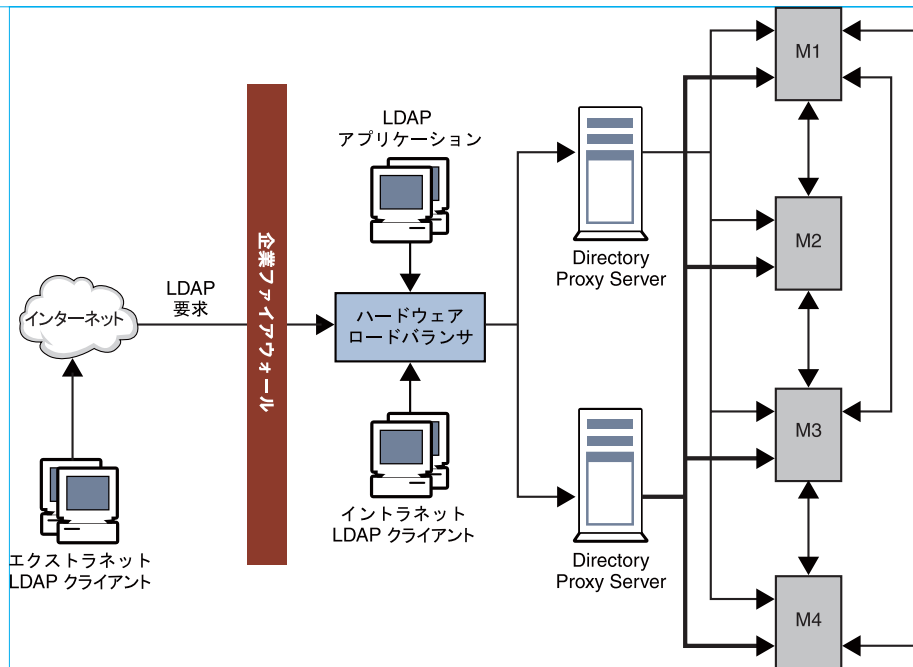 M1
LDAP
アプリケーション
企業ファイアウォール
M2
Directory
Proxy Server
LDAP
要求
インターネット
ハードウェア
ロードバランサ
M3
イントラネット
LDAP クライアント
エクストラネット
LDAP クライアント
Directory
Proxy Server
M4